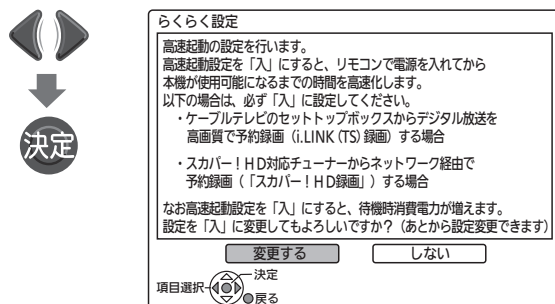 決定
らくらく設定
高速起動の設定を行います。
高速起動設定を「入」にすると、リモコンで電源を入れてから
本機が使用可能になるまでの時間を高速化します。
以下の場合は、必ず「入」に設定してください。
・ケーブルテレビのセットトップボックスからデジタル放送を
高画質で予約録画（i.LINK（TS）録画）する場合
・スカパー！ＨＤ対応チューナーからネットワーク経由で
予約録画（「スカパー！ＨＤ録画」）する場合
なお高速起動設定を「入」にすると、待機時消費電力が増えます。
設定を「入」に変更してもよろしいですか？（あとから設定変更できます）
変更する
しない
決定
項目選択
戻る